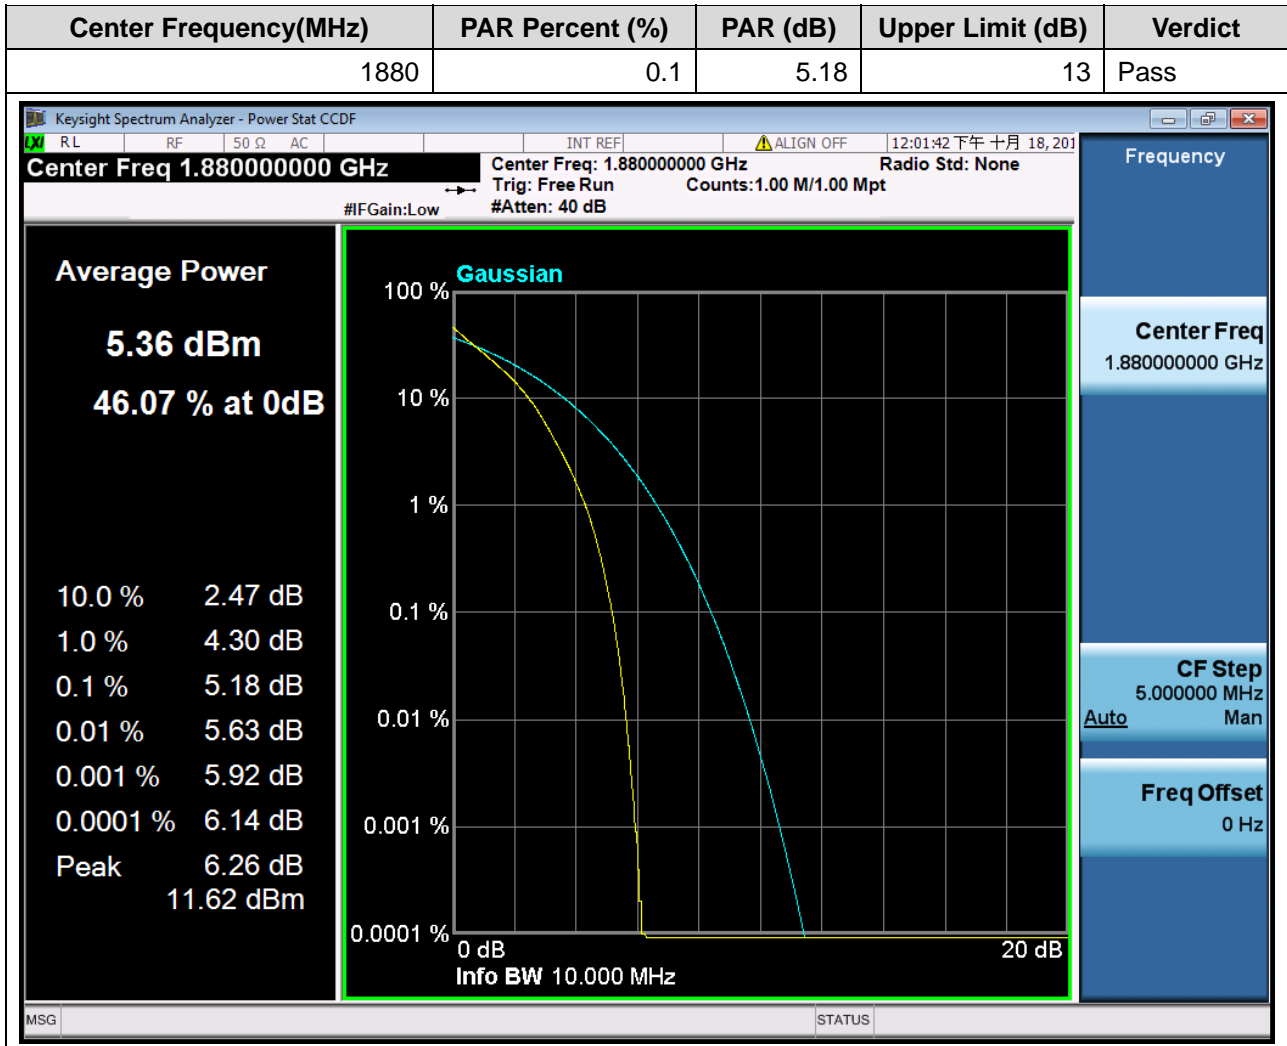 Center Frequency(MHz) PAR Percent (%) PAR (dB) Upper Limit (dB) Verdict
1880 0.1 5.18 13 Pass
Keysight Spectrum Analyzer - Power Stat CCDF
LXI RL RF 50 Ω AC INT REF ALIGN OFF 12:01:42 下午 十月 18, 201
Center Freq 1.880000000 GHz
#IFGain:Low
Center Freq: 1.880000000 GHz Radio Std: None
Trig: Free Run Counts:1.00 M/1.00 Mpt
#Atten: 40 dB
Average Power
5.36 dBm
46.07 % at 0dB
10.0 % 2.47 dB
1.0 % 4.30 dB
0.1 % 5.18 dB
0.01 % 5.63 dB
0.001 % 5.92 dB
0.0001 % 6.14 dB
Peak 6.26 dB
11.62 dBm
Gaussian
100 %
10 %
1 %
0.1 %
0.01 %
0.001 %
0.0001 %
0 dB 20 dB
Info BW 10.000 MHz
Frequency
Center Freq
1.880000000 GHz
CF Step
5.000000 MHz
Auto Man
Freq Offset
0 Hz
MSG STATUS